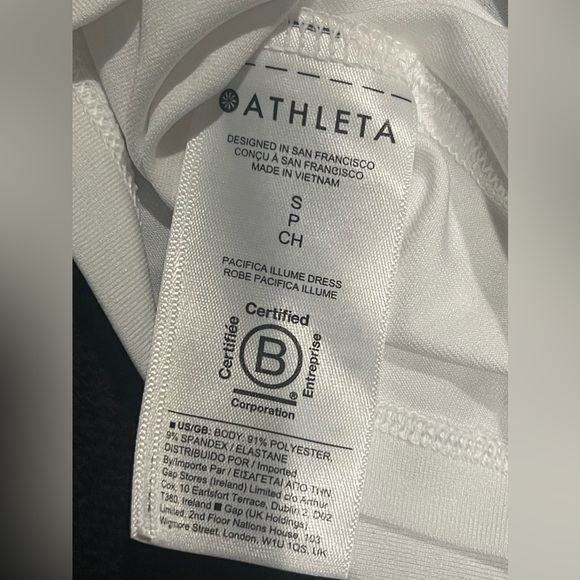 ATHLETA
DESIGNED IN SAN FRANCISCO
CONÇU À SAN FRANCISCO
MADE IN VIETNAM
S
P
CH
PACIFICA ILLUME DRESS
ROBE PACIFICA ILLUME
Certified
Certifiée
B
Entreprise
®
Corporation
■ US/GB: BODY: 91% POLYESTER,
9% SPANDEX / ELASTANE
DISTRIBUIDO POR / Imported
By/Importe Par / ΕΙΣΑΓΕΤΑΙ ΑΠΟ ΤΗΝ
Gap Stores (Ireland) Limited c/o Arthur
Cox, 10 Earlsfort Terrace, Dublin 2, D02
T380, Ireland ■ Gap (UK Holdings)
Limited, 2nd Floor Nations House, 103
Wigmore Street, London, W1U 1QS, UK